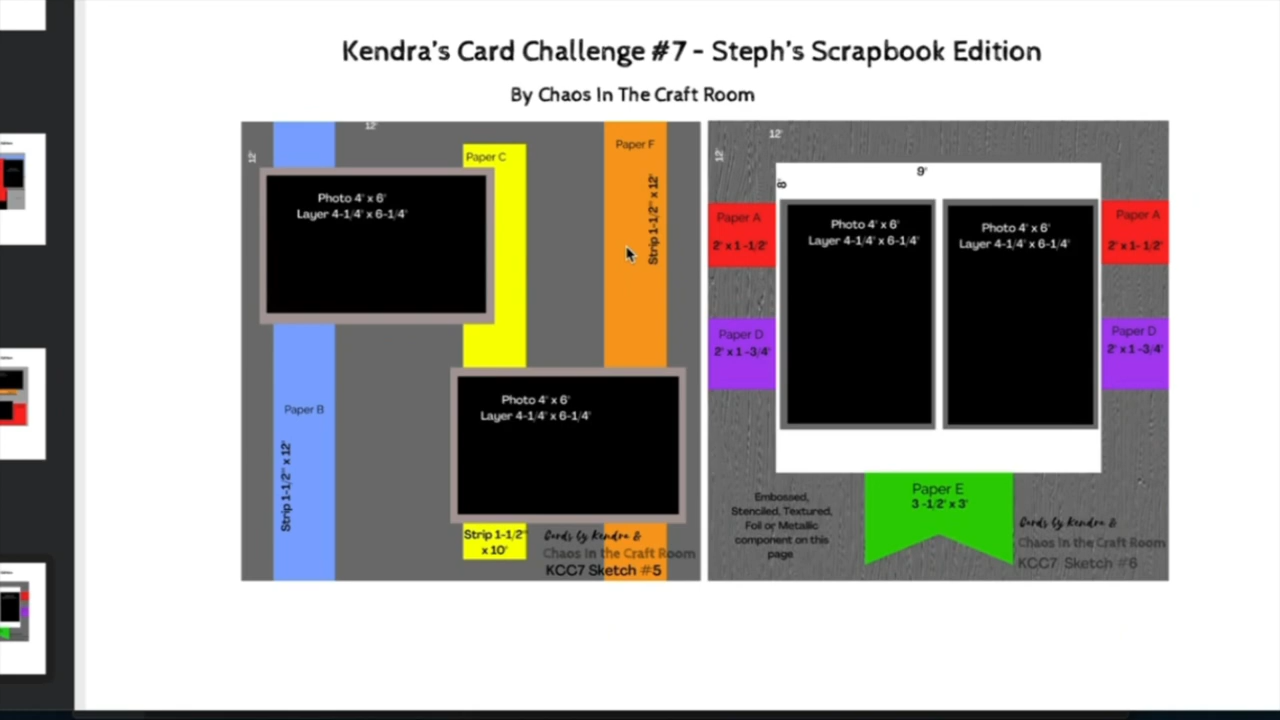 Kendra's Card Challenge #7 - Steph's Scrapbook Edition
By Chaos In The Craft Room
12"
12"
Paper C
Paper F
Photo 4" x 6"
Layer 4-1/4" x 6-1/4"
Strip 1-1/2" x 12"
Photo 4" x 6"
Layer 4-1/4" x 6-1/4"
Paper B
Strip 1-1/2" x 12"
Strip 1-1/2"
x 10"
Cards by Kendra &
Chaos In the Craft Room
KCC7 Sketch #5
12"
12"
9"
8"
Paper A
2" x 1 -1/2"
Photo 4" x 6"
Layer 4-1/4" x 6-1/4"
Photo 4" x 6"
Layer 4-1/4" x 6-1/4"
Paper A
2" x 1- 1/2"
Paper D
2" x 1 -3/4"
Paper D
2" x 1 -3/4"
Paper E
3 -1/2" x 3"
Embossed,
Stenciled, Textured,
Foil or Metallic
component on this
page
Cards by Kendra &
Chaos In the Craft Room
KCC7 Sketch #6